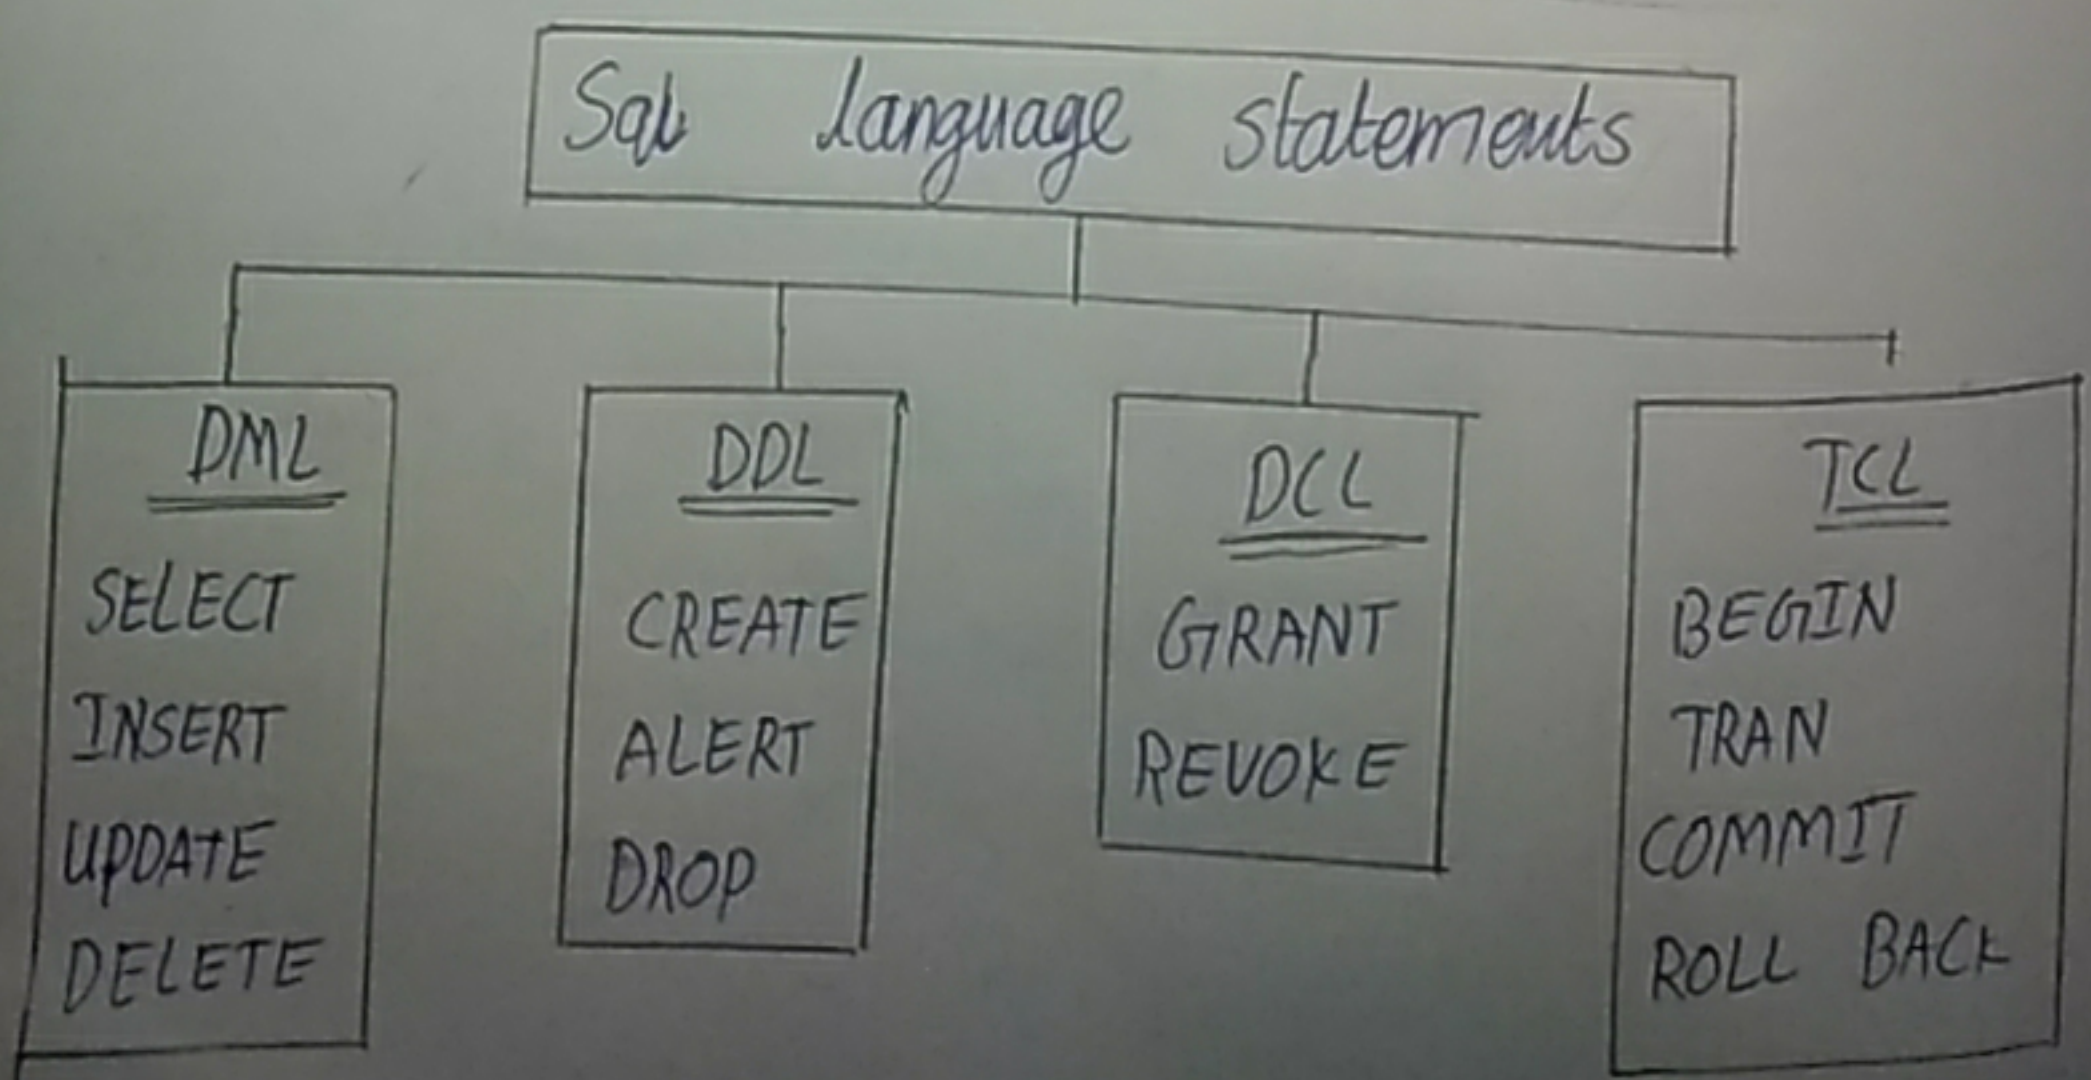 Sql language statements
DML
SELECT
INSERT
UPDATE
DELETE
DDL
CREATE
ALERT
DROP
DCL
GRANT
REVOKE
TCL
BEGIN
TRAN
COMMIT
ROLL BACK